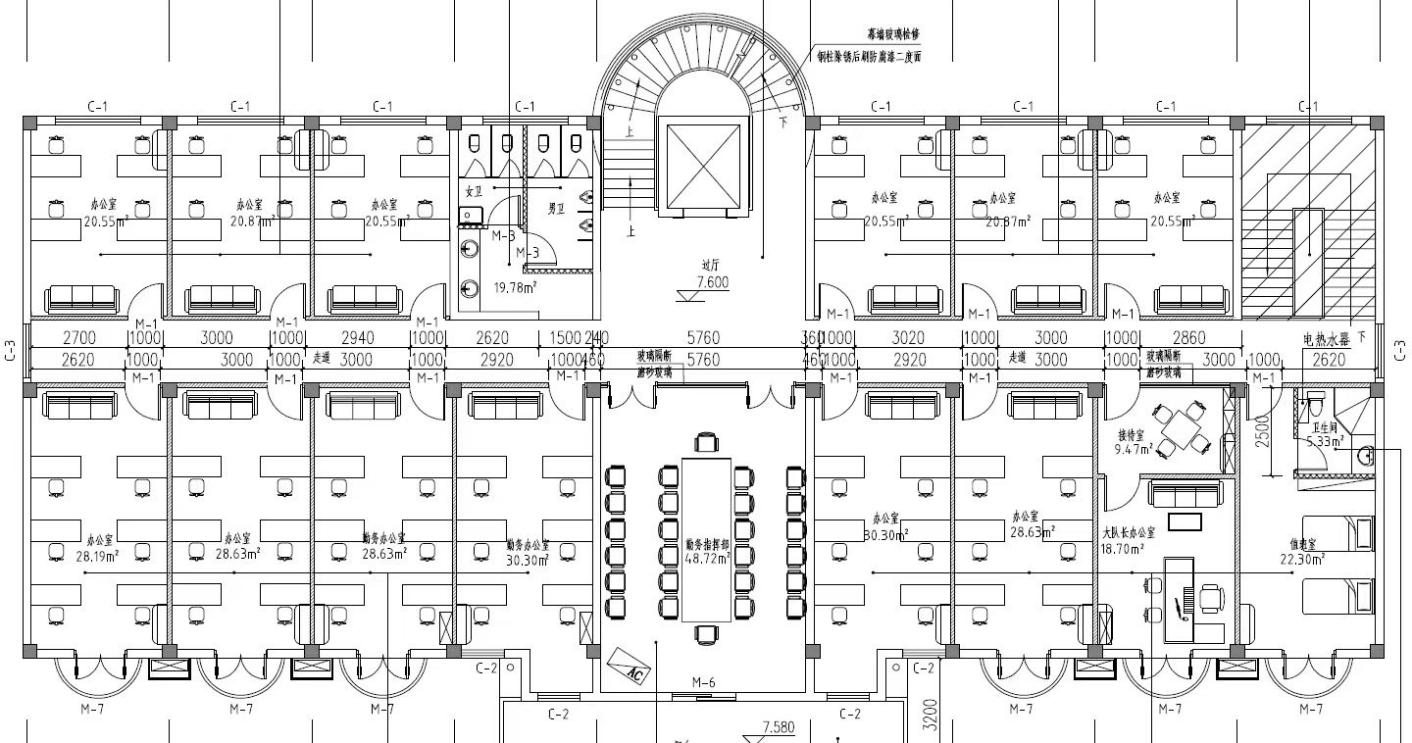 幕墙玻璃检修
钢柱除锈后刷防腐漆二度面
C-1
C-1
C-1
C-1
C-1
C-1
C-1
C-1
上
下
办公室
20.55m²
办公室
20.87m²
办公室
20.55m²
女卫
男卫
M-3
M-3
19.78m²
上
过厅
7.600
办公室
20.55m²
办公室
20.87m²
办公室
20.55m²
M-1
M-1
M-1
M-1
M-1
M-1
C-3
2700
1000
3000
1000
2940
1000
2620
1500
240
5760
360
1000
3020
1000
3000
1000
2860
电热水器
下
C-3
2620
1000
3000
1000
走道
3000
1000
2920
1000
460
玻璃隔断
5760
460
1000
2920
1000
走道
3000
1000
玻璃隔断
3000
1000
2620
M-1
M-1
M-1
M-1
磨砂玻璃
M-1
M-1
磨砂玻璃
M-1
2500
接待室
9.47m²
卫生间
5.33m²
办公室
28.19m²
办公室
28.63m²
勤务办公室
28.63m²
勤务办公室
30.30m²
勤务指挥部
48.72m²
办公室
30.30m²
办公室
28.63m²
大队长办公室
18.70m²
值班室
22.30m²
AC
C-2
C-2
M-6
M-7
M-7
M-7
C-2
C-2
3200
M-7
M-7
M-7
7.580